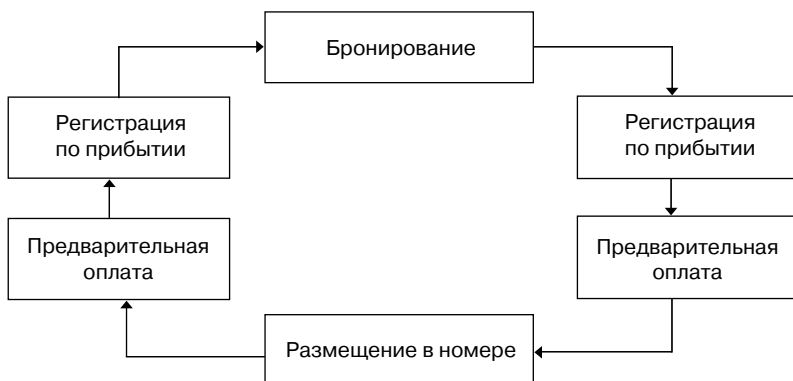 Бронирование
Регистрация
по прибытии
Регистрация
по прибытии
Предварительная
оплата
Предварительная
оплата
Размещение в номере